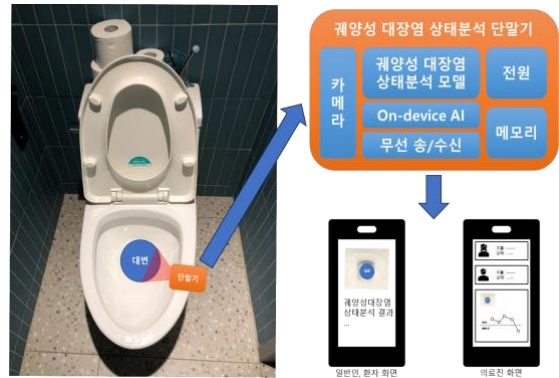 대변
단말기
궤양성 대장염 상태분석 단말기
카메라
궤양성 대장염
상태분석 모델
On-device AI
무선 송/수신
전원
메모리
궤양성대장염
상태분석 결과
...
일반인, 환자 화면
의료진 화면